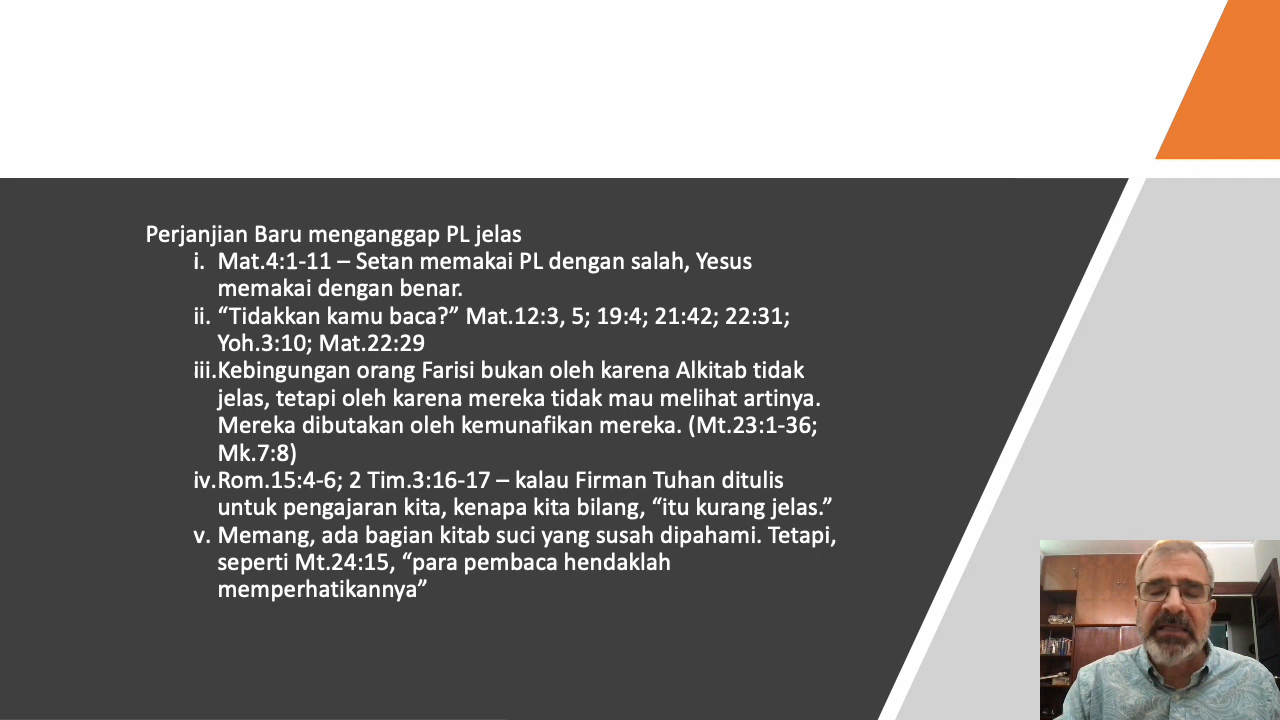 Perjanjian Baru menganggap PL jelas
i. Mat.4:1-11 – Setan memakai PL dengan salah, Yesus
memakai dengan benar.
ii. “Tidakkan kamu baca?” Mat.12:3, 5; 19:4; 21:42; 22:31;
Yoh.3:10; Mat.22:29
iii.Kebingungan orang Farisi bukan oleh karena Alkitab tidak
jelas, tetapi oleh karena mereka tidak mau melihat artinya.
Mereka dibutakan oleh kemunafikan mereka. (Mt.23:1-36;
Mk.7:8)
iv.Rom.15:4-6; 2 Tim.3:16-17 – kalau Firman Tuhan ditulis
untuk pengajaran kita, kenapa kita bilang, “itu kurang jelas.”
v. Memang, ada bagian kitab suci yang susah dipahami. Tetapi,
seperti Mt.24:15, “para pembaca hendaklah
memperhatikannya”